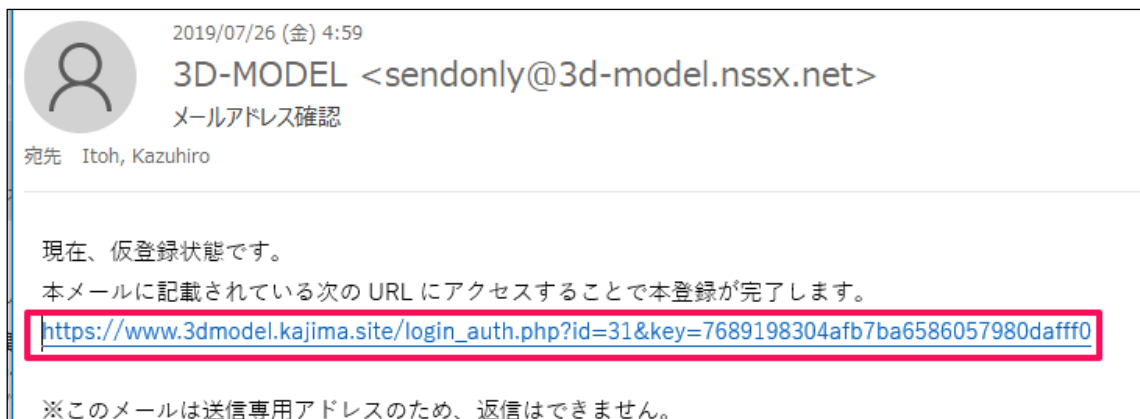 2019/07/26 (金) 4:59
3D-MODEL <sendonly@3d-model.nssx.net>
メールアドレス確認
宛先 Itoh, Kazuhiro
現在、仮登録状態です。
本メールに記載されている次の URL にアクセスすることで本登録が完了します。
https://www.3dmodel.kajima.site/login_auth.php?id=31&key=7689198304afb7ba6586057980dafff0
※このメールは送信専用アドレスのため、返信はできません。